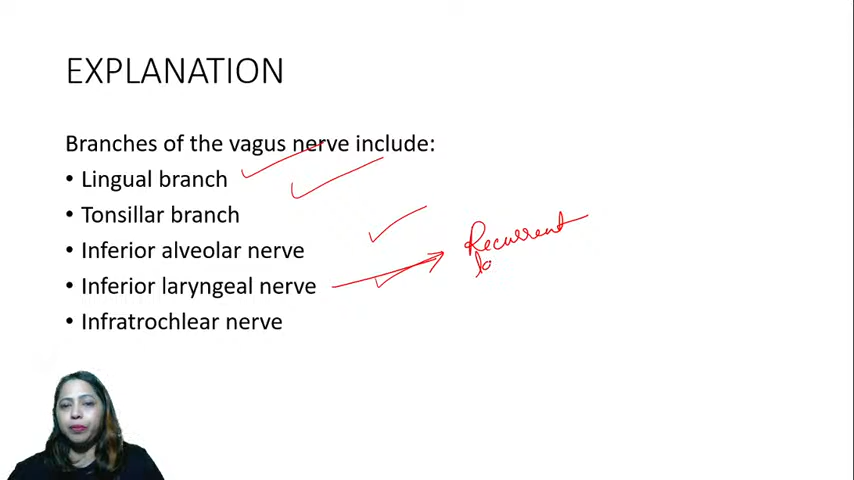 EXPLANATION
Branches of the vagus nerve include:
• Lingual branch
• Tonsillar branch
• Inferior alveolar nerve
• Inferior laryngeal nerve
• Infratrochlear nerve
Recurrent